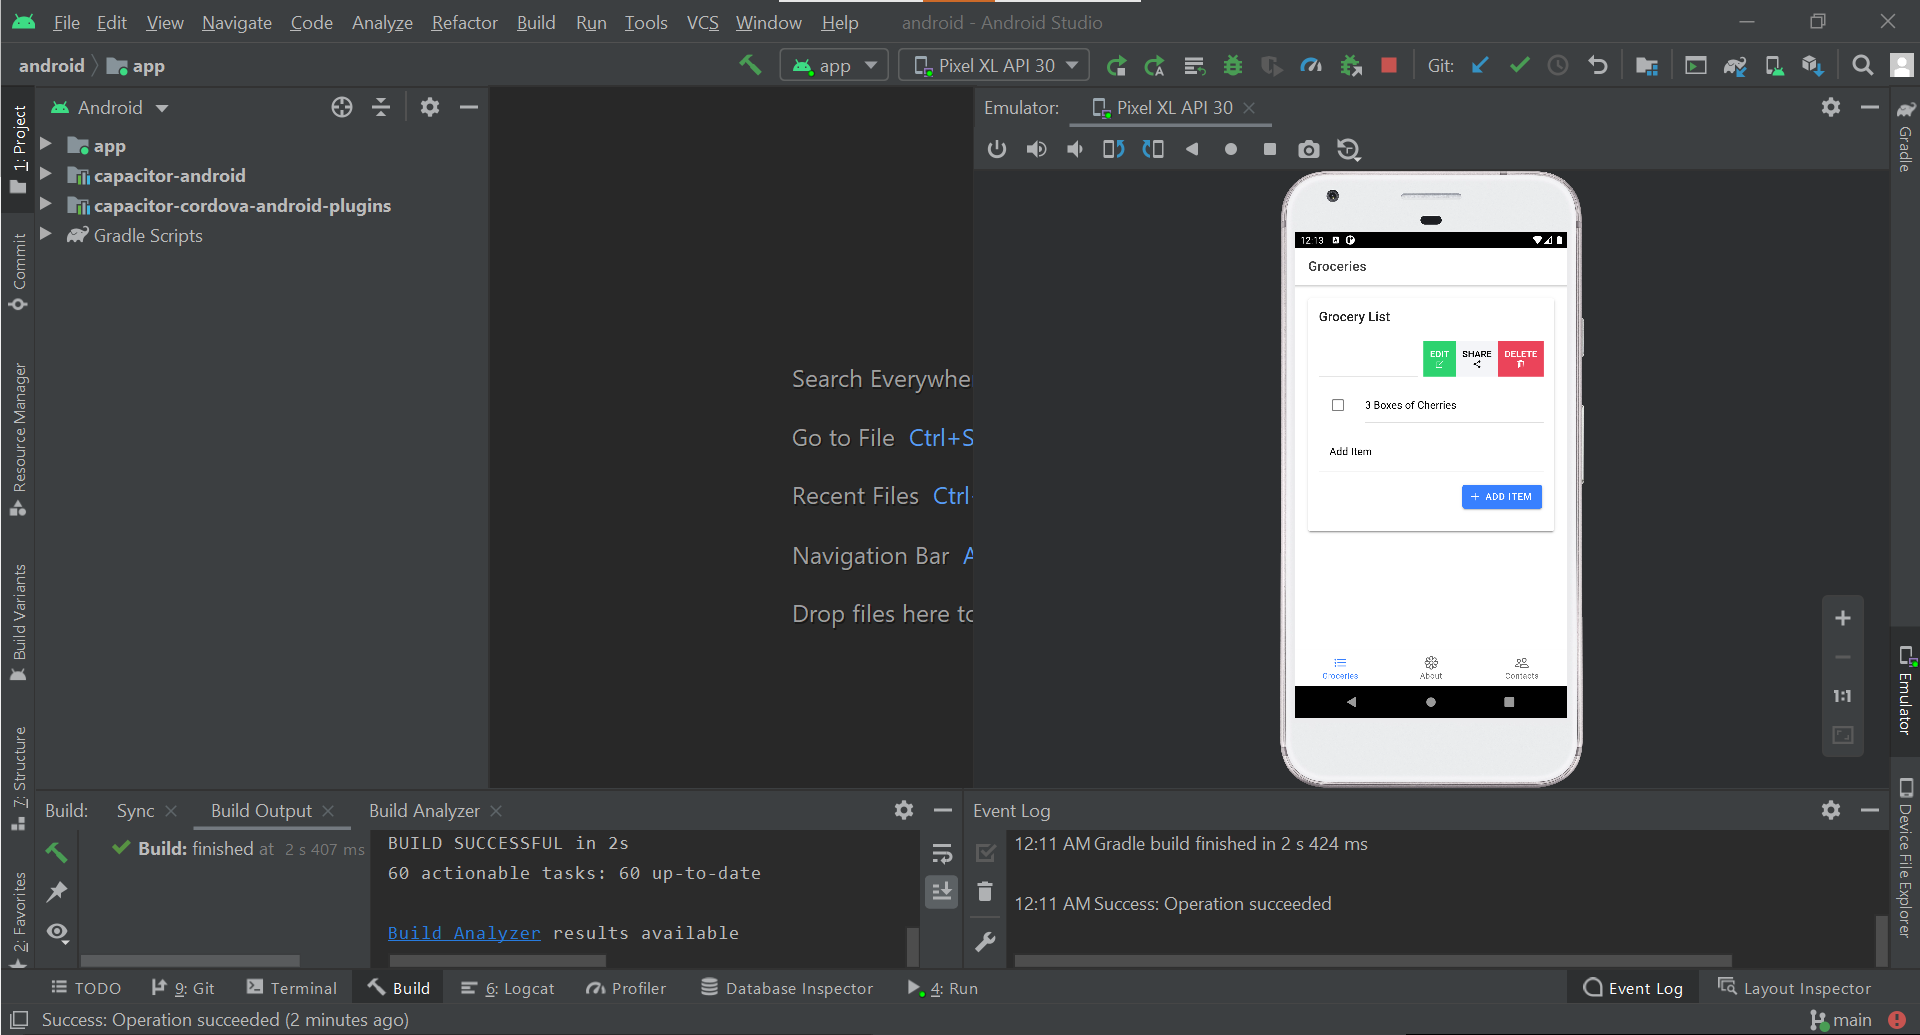 File Edit View Navigate Code Analyze Refactor Build Run Tools VCS Window Help android - Android Studio
android app
app Pixel XL API 30 Git:
Android
app
capacitor-android
capacitor-cordova-android-plugins
Gradle Scripts
1: Project
Commit
Resource Manager
Build Variants
7: Structure
2: Favorites
Search Everywhe
Go to File Ctrl+S
Recent Files Ctrl+
Navigation Bar A
Drop files here to
Emulator: Pixel XL API 30
12:13
Groceries
Grocery List
EDIT SHARE DELETE
3 Boxes of Cherries
Add Item
+ ADD ITEM
Groceries About Contacts
1:1
Gradle
Emulator
Device File Explorer
Build: Sync Build Output Build Analyzer
Build: finished at 2 s 407 ms
BUILD SUCCESSFUL in 2s
60 actionable tasks: 60 up-to-date
Build Analyzer results available
Event Log
12:11 AM Gradle build finished in 2 s 424 ms
12:11 AM Success: Operation succeeded
TODO 9: Git Terminal Build 6: Logcat Profiler Database Inspector 4: Run Event Log Layout Inspector
Success: Operation succeeded (2 minutes ago) main